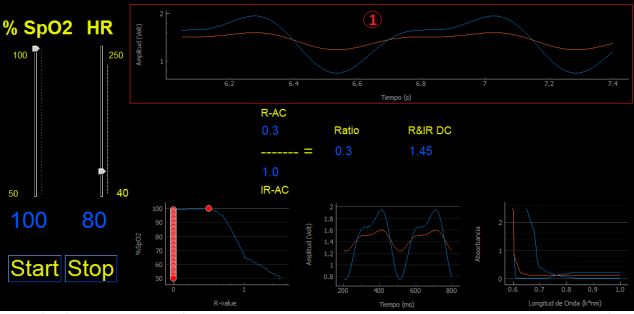 % SpO2 HR
100 250
50 40
100 80
Start Stop
1
Amplitud (Volt)
2
1
6.2 6.4 6.6 6.8 7 7.2 7.4
Tiempo (s)
R-AC
0.3
------- =
1.0
IR-AC
Ratio
0.3
R&IR DC
1.45
%SpO2
100
90
80
70
60
50
0 1
R-value
Amplitud (Volt)
2
1.8
1.6
1.4
1.2
1
0.8
200 400 600 800
Tiempo (ms)
Absorbancia
2
1
0
0.6 0.7 0.8 0.9 1.0
Longitud de Onda (k*nm)